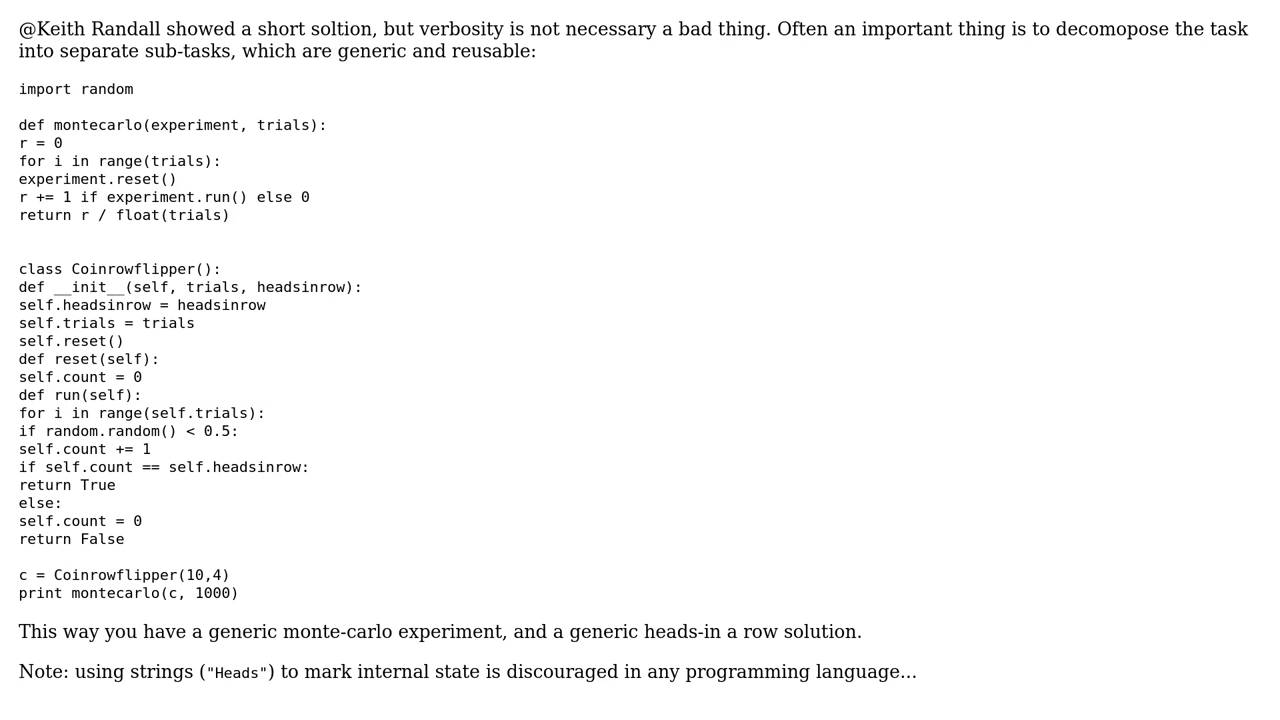 @Keith Randall showed a short soltion, but verbosity is not necessary a bad thing. Often an important thing is to decomopose the task
into separate sub-tasks, which are generic and reusable:
import random
def montecarlo(experiment, trials):
r = 0
for i in range(trials):
experiment.reset()
r += 1 if experiment.run() else 0
return r / float(trials)
class Coinrowflipper():
def __init__(self, trials, headsinrow):
self.headsinrow = headsinrow
self.trials = trials
self.reset()
def reset(self):
self.count = 0
def run(self):
for i in range(self.trials):
if random.random() < 0.5:
self.count += 1
if self.count == self.headsinrow:
return True
else:
self.count = 0
return False
c = Coinrowflipper(10,4)
print montecarlo(c, 1000)
This way you have a generic monte-carlo experiment, and a generic heads-in a row solution.
Note: using strings ("Heads") to mark internal state is discouraged in any programming language...